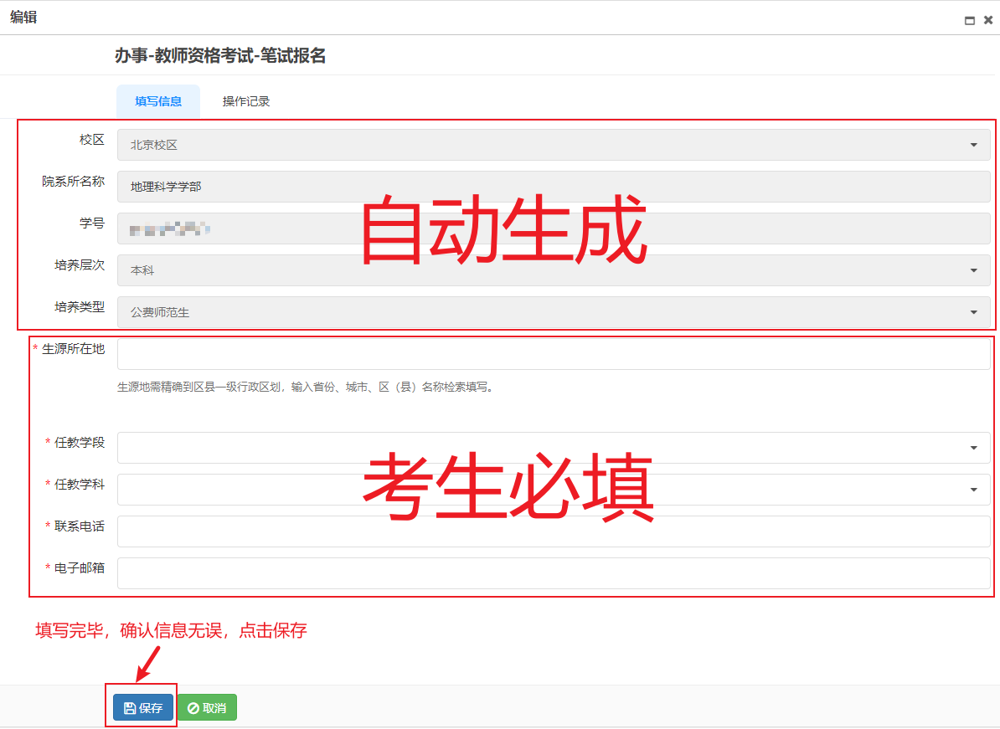 编辑
办事-教师资格考试-笔试报名
填写信息 操作记录
校区 北京校区
院系所名称 地理科学学部
学号
培养层次 本科
培养类型 公费师范生
自动生成
* 生源所在地
生源地需精确到区县一级行政区划，输入省份、城市、区（县）名称检索填写。
* 任教学段
* 任教学科
* 联系电话
* 电子邮箱
考生必填
填写完毕，确认信息无误，点击保存
保存 取消